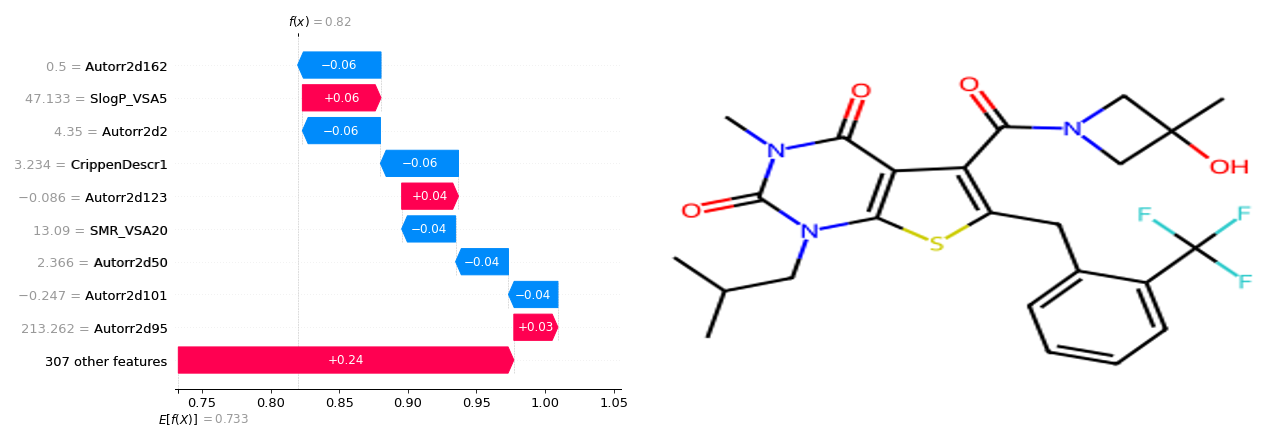 f(x) = 0.82
0.5 = Autorr2d162 −0.06
47.133 = SlogP_VSA5 +0.06
4.35 = Autorr2d2 −0.06
3.234 = CrippenDescr1 −0.06
−0.086 = Autorr2d123 +0.04
13.09 = SMR_VSA20 −0.04
2.366 = Autorr2d50 −0.04
−0.247 = Autorr2d101 −0.04
213.262 = Autorr2d95 +0.03
307 other features +0.24
0.75 0.80 0.85 0.90 0.95 1.00 1.05
E[f(X)] = 0.733
O O
N N
OH
O N F F
S
F